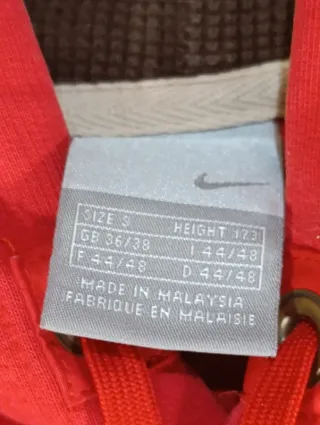 SIZE S HEIGHT 173
GB 36/38 I 44/48
F 44/48 D 44/48
MADE IN MALAYSIA
FABRIQUE EN MALAISIE